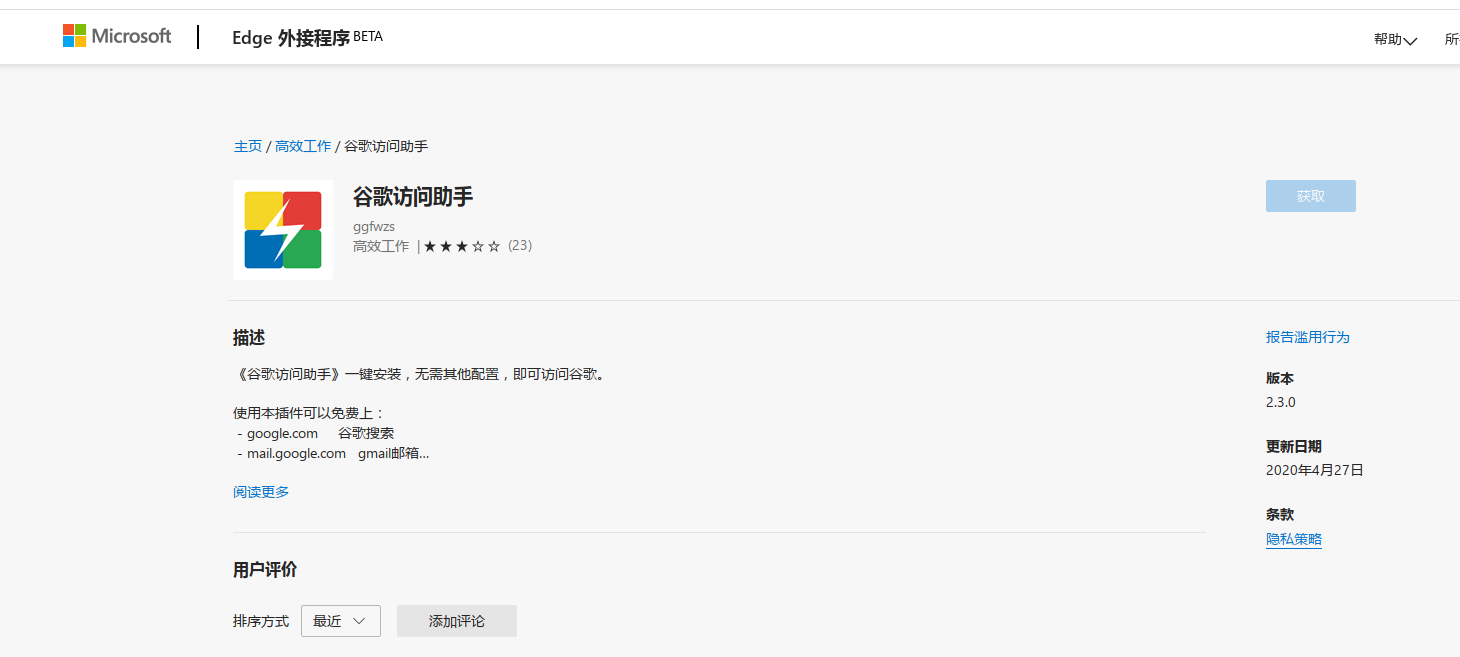 Microsoft | Edge 外接程序 BETA 帮助 所
主页 / 高效工作 / 谷歌访问助手
谷歌访问助手
获取
ggfwzs
高效工作 | ★ ★ ★ ☆ ☆ (23)
描述
《谷歌访问助手》一键安装，无需其他配置，即可访问谷歌。
使用本插件可以免费上：
- google.com 谷歌搜索
- mail.google.com gmail邮箱...
阅读更多
报告滥用行为
版本
2.3.0
更新日期
2020年4月27日
条款
隐私策略
用户评价
排序方式 最近 添加评论